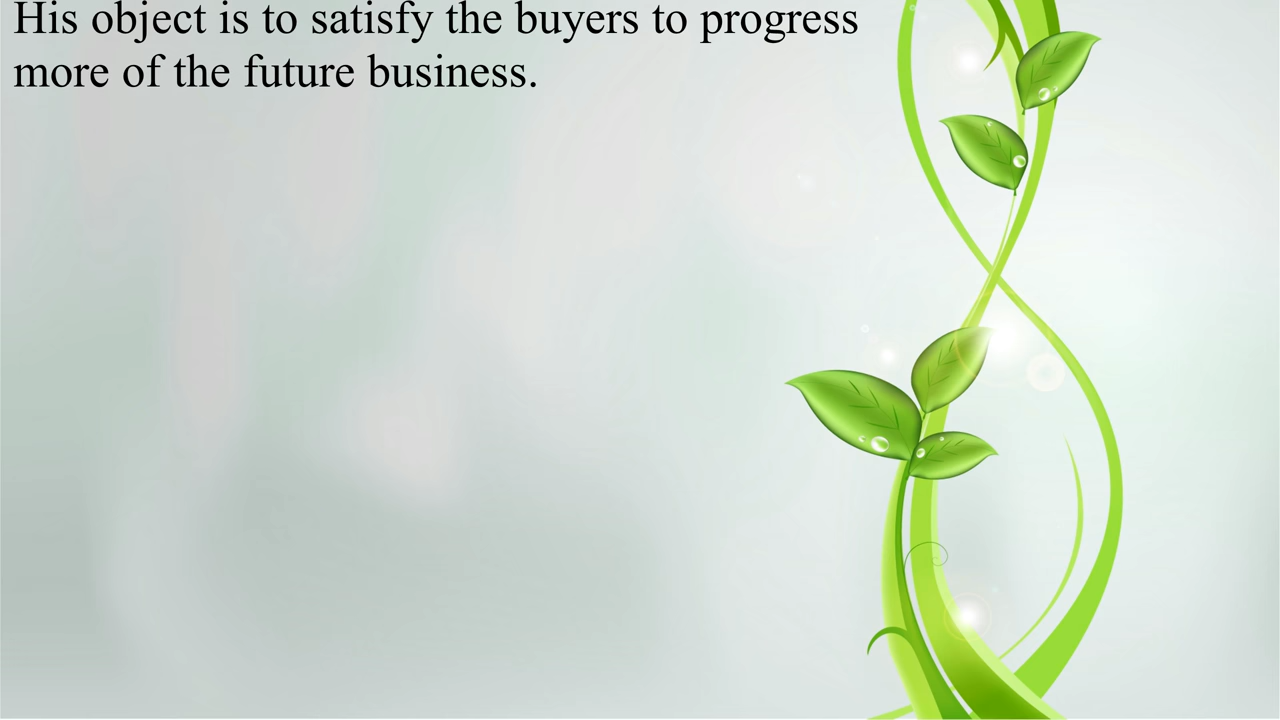 His object is to satisfy the buyers to progress
more of the future business.